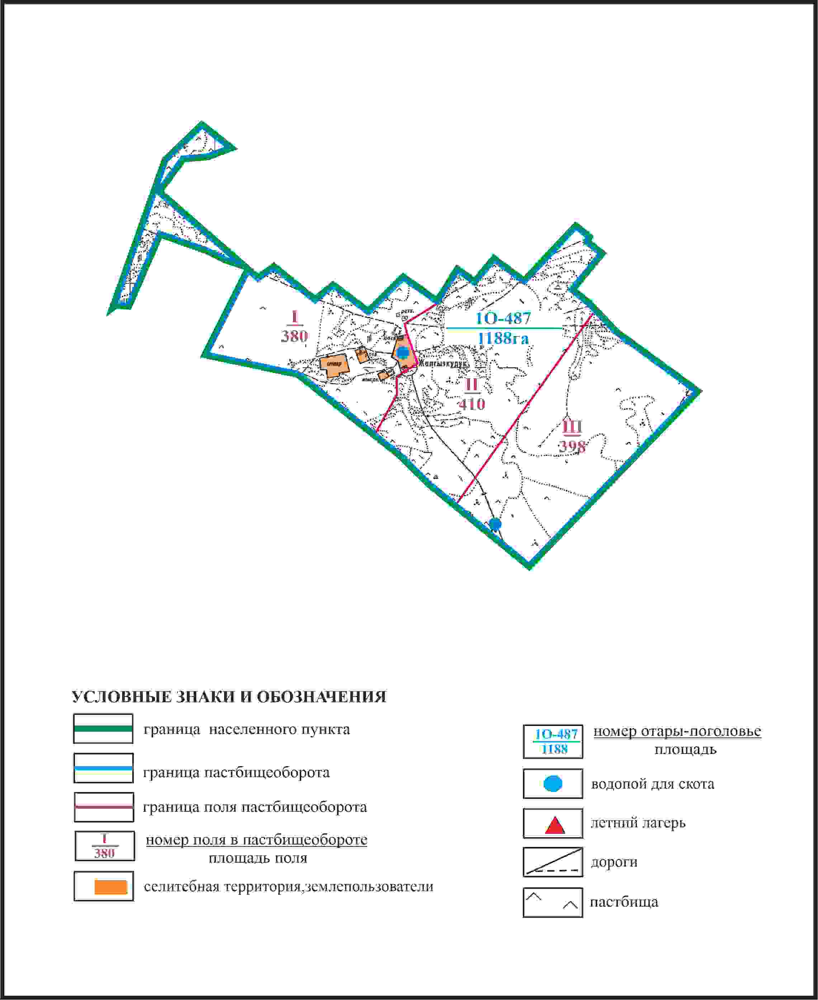 I
380
1О-487
1188га
Жалгызкудук
II
410
III
398
УСЛОВНЫЕ ЗНАКИ И ОБОЗНАЧЕНИЯ
граница населенного пункта
граница пастбищеоборота
граница поля пастбищеоборота
I
380
номер поля в пастбищеобороте
площадь поля
селитебная территория,землепользователи
1О-487
1188
номер отары-поголовье
площадь
водопой для скота
летний лагерь
дороги
пастбища